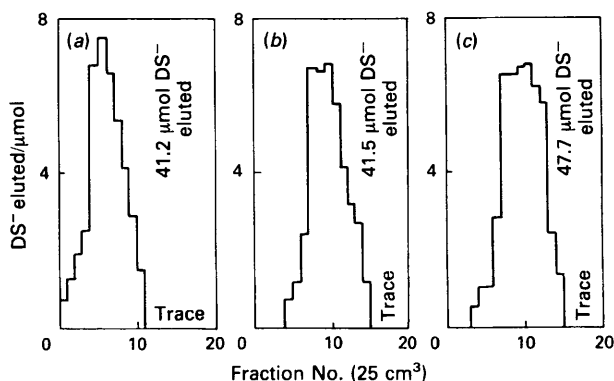 8
(a)
41.2 μmol DS⁻
eluted
(b)
41.5 μmol DS⁻
eluted
(c)
47.7 μmol DS⁻
eluted
DS⁻ eluted/μmol
4
4
4
8
Trace
Trace
Trace
0
10
20
0
10
20
0
10
20
Fraction No. (25 cm³)